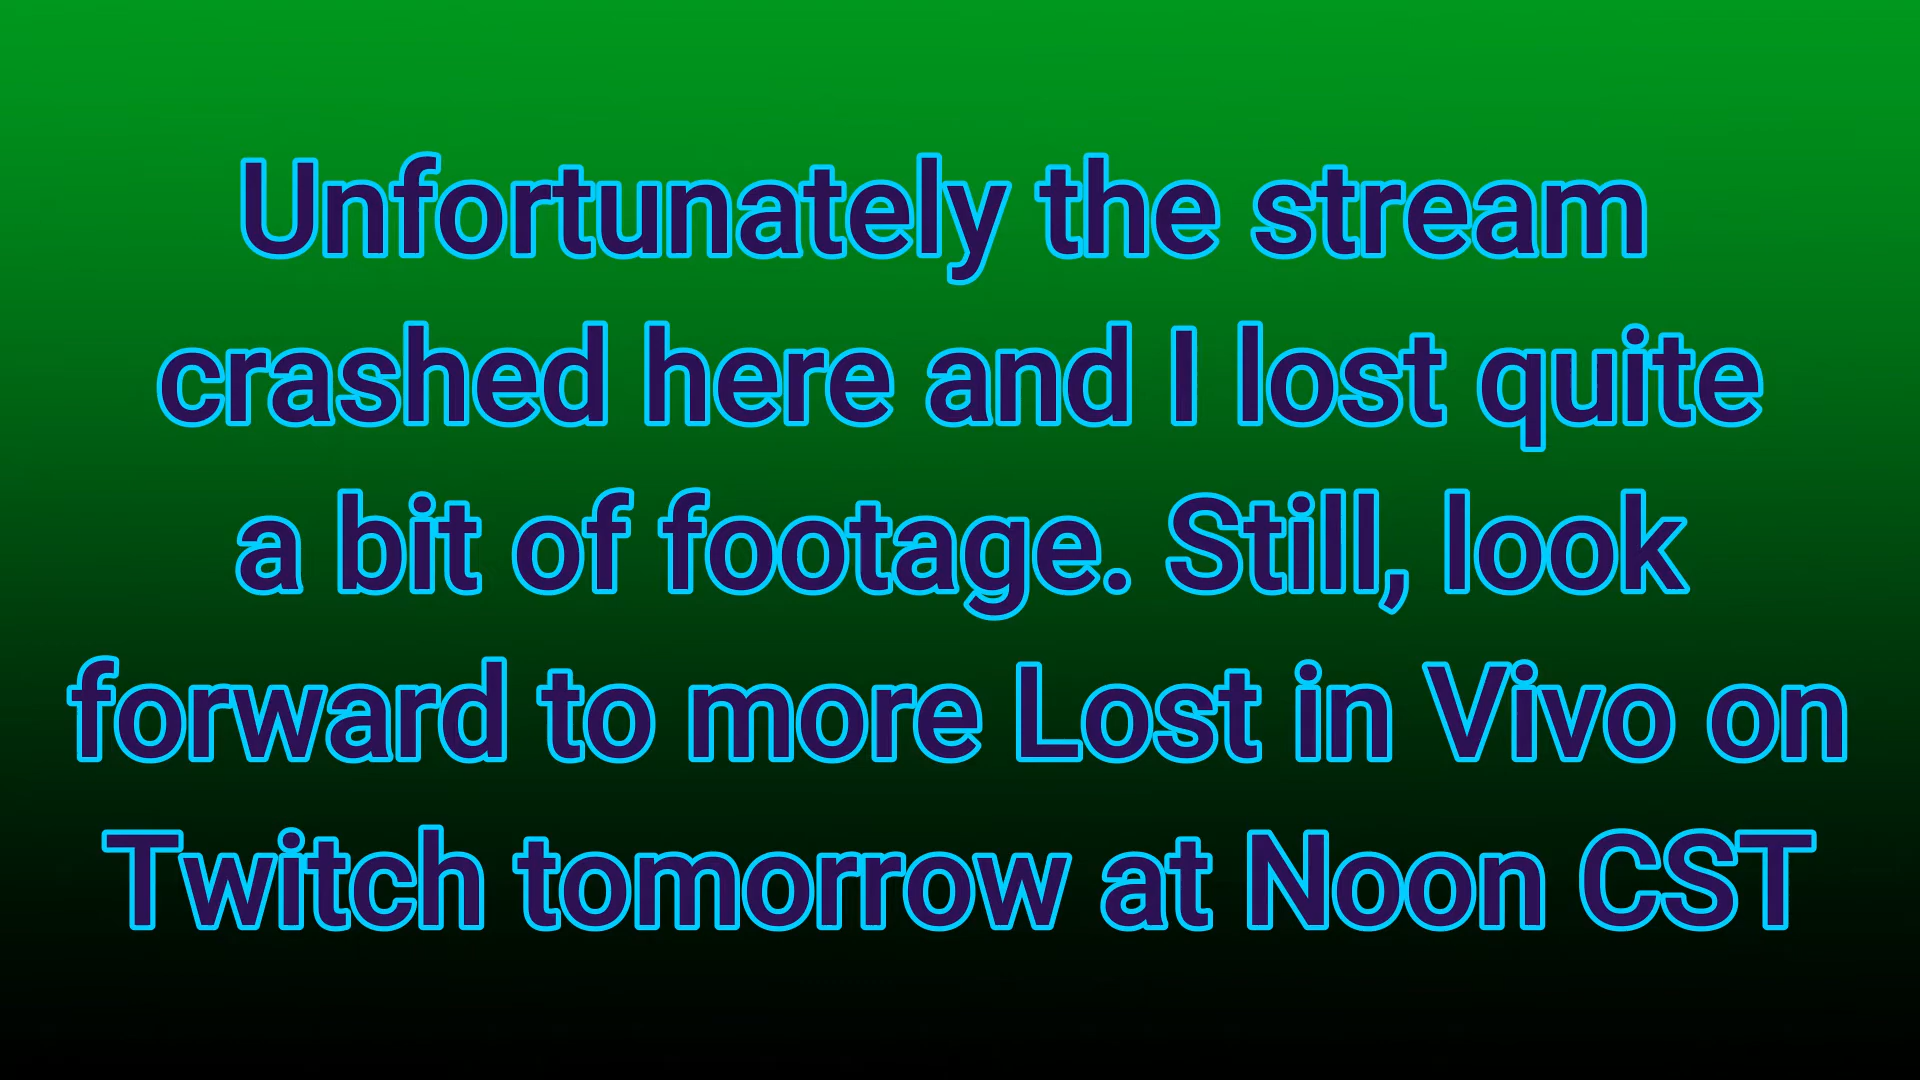 Unfortunately the stream
crashed here and I lost quite
a bit of footage. Still, look
forward to more Lost in Vivo on
Twitch tomorrow at Noon CST